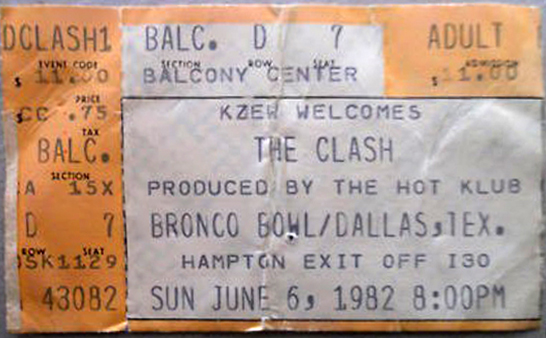 DCLASH1 BALC. D 7 ADULT
EVENT CODE SECTION ROW SEAT ADMISSION
$ 11.00 BALCONY CENTER $11.00
PRICE
CC .75 KZEW WELCOMES
TAX
BALC. THE CLASH
SECTION
A 15X PRODUCED BY THE HOT KLUB
D 7 BRONCO BOWL/DALLAS,TEX.
ROW SEAT
SK1129 HAMPTON EXIT OFF I30
43082 SUN JUNE 6, 1982 8:00PM